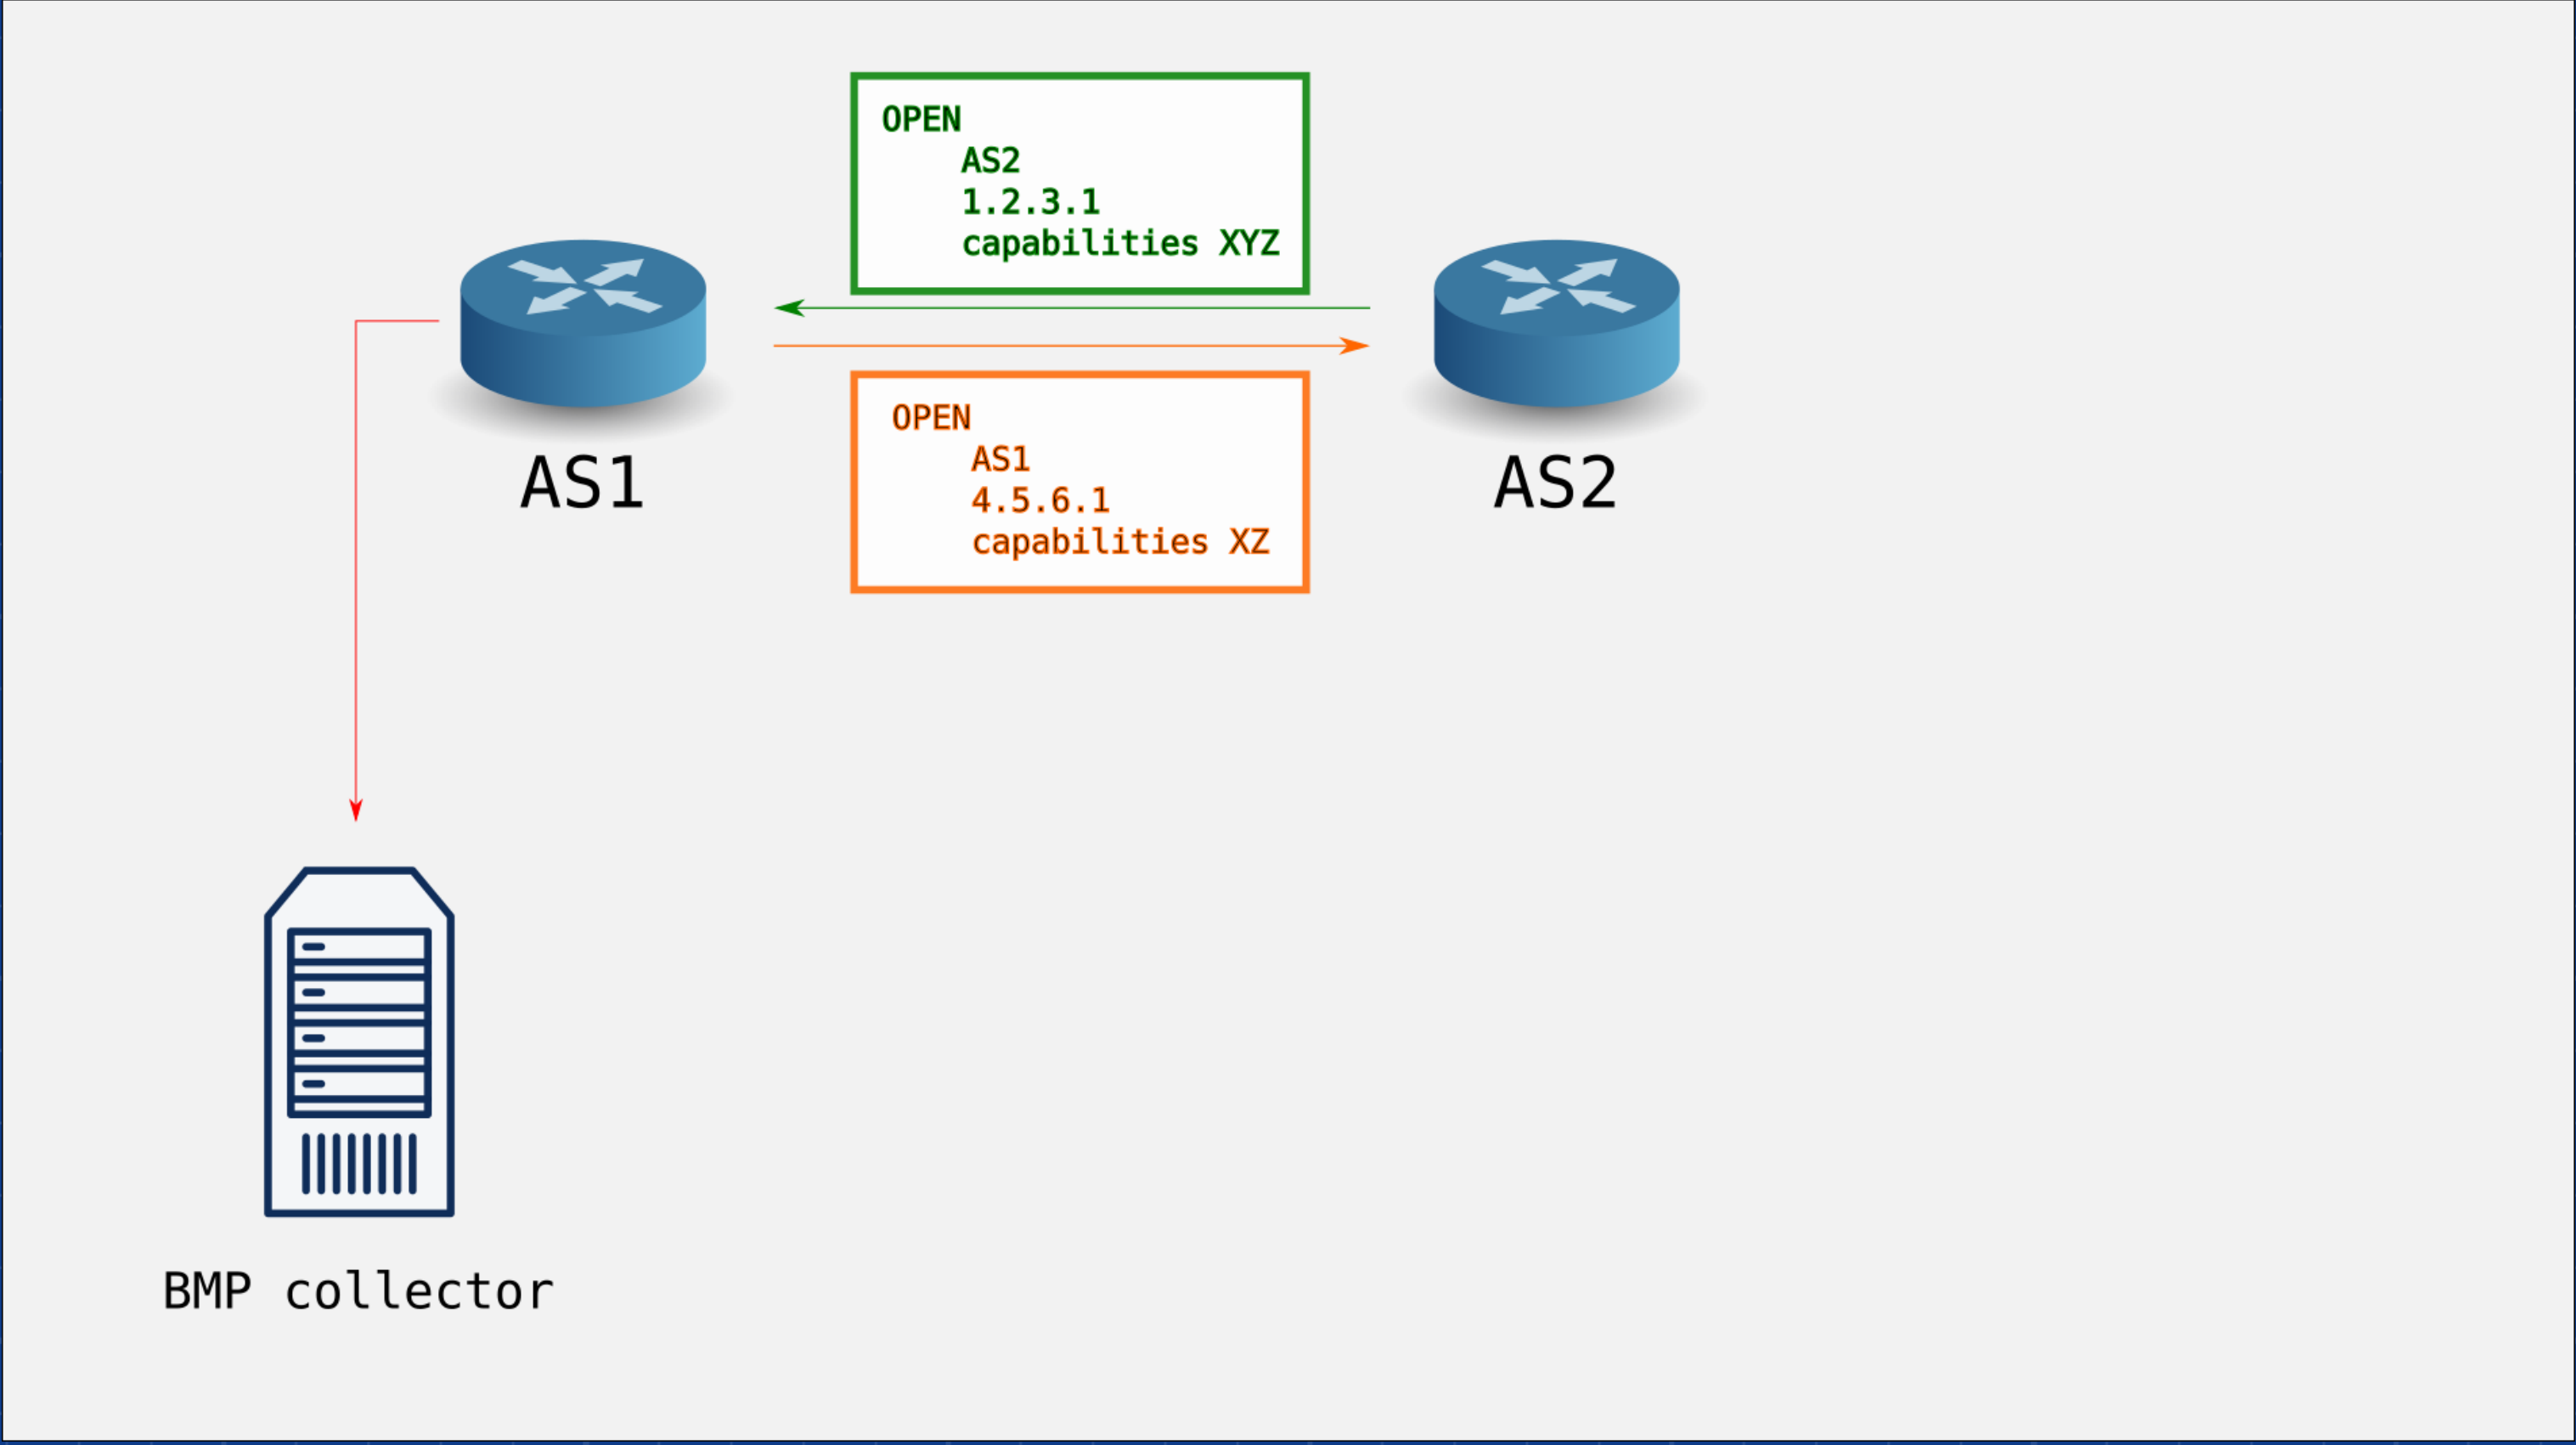 OPEN
AS2
1.2.3.1
capabilities XYZ
OPEN
AS1
4.5.6.1
capabilities XZ
AS1
AS2
BMP collector